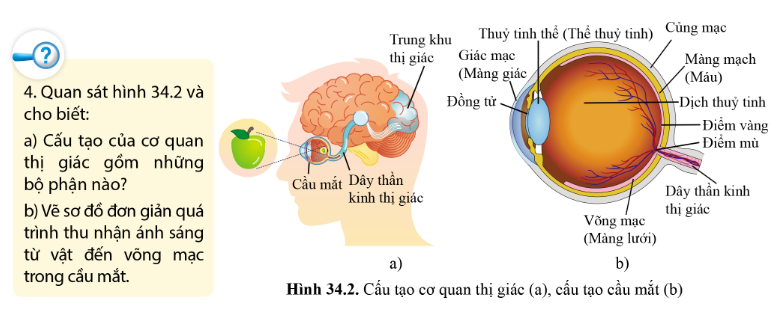 4. Quan sát hình 34.2 và
cho biết:
a) Cấu tạo của cơ quan
thị giác gồm những
bộ phận nào?
b) Vẽ sơ đồ đơn giản quá
trình thu nhận ánh sáng
từ vật đến võng mạc
trong cầu mắt.
Trung khu
thị giác
Cầu mắt
Dây thần
kinh thị giác
a)
Thuỷ tinh thể (Thể thuỷ tinh)
Giác mạc
(Màng giác
Đồng tử
Củng mạc
Màng mạch
(Máu)
Dịch thuỷ tinh
Điểm vàng
Điểm mù
Dây thần kinh
thị giác
Võng mạc
(Màng lưới)
b)
Hình 34.2. Cấu tạo cơ quan thị giác (a), cấu tạo cầu mắt (b)